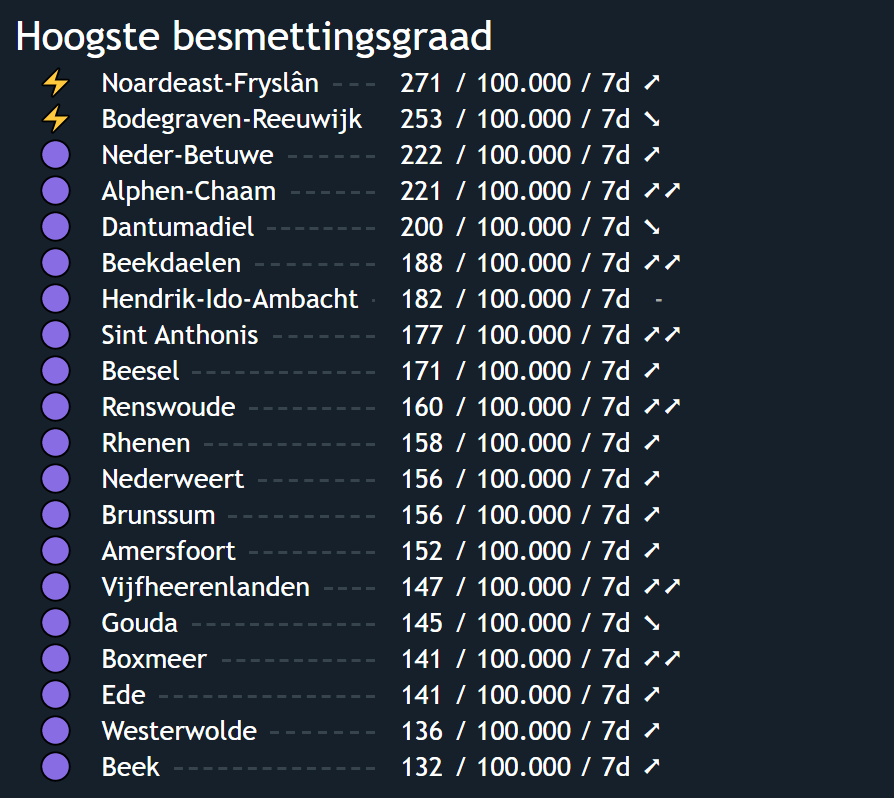 Hoogste besmettingsgraad
⚡ Noardeast-Fryslân --- 271 / 100.000 / 7d ➚
⚡ Bodegraven-Reeuwijk 253 / 100.000 / 7d ➘
Neder-Betuwe ------- 222 / 100.000 / 7d ➚
Alphen-Chaam ------- 221 / 100.000 / 7d ➚➚
Dantumadiel --------- 200 / 100.000 / 7d ➘
Beekdaelen ---------- 188 / 100.000 / 7d ➚➚
Hendrik-Ido-Ambacht - 182 / 100.000 / 7d -
Sint Anthonis -------- 177 / 100.000 / 7d ➚➚
Beesel --------------- 171 / 100.000 / 7d ➚
Renswoude ---------- 160 / 100.000 / 7d ➚➚
Rhenen -------------- 158 / 100.000 / 7d ➚
Nederweert ---------- 156 / 100.000 / 7d ➚
Brunssum ------------ 156 / 100.000 / 7d ➚
Amersfoort ---------- 152 / 100.000 / 7d ➚
Vijfheerenlanden ---- 147 / 100.000 / 7d ➚➚
Gouda --------------- 145 / 100.000 / 7d ➘
Boxmeer ------------ 141 / 100.000 / 7d ➚➚
Ede ------------------ 141 / 100.000 / 7d ➚
Westerwolde -------- 136 / 100.000 / 7d ➚
Beek ---------------- 132 / 100.000 / 7d ➚